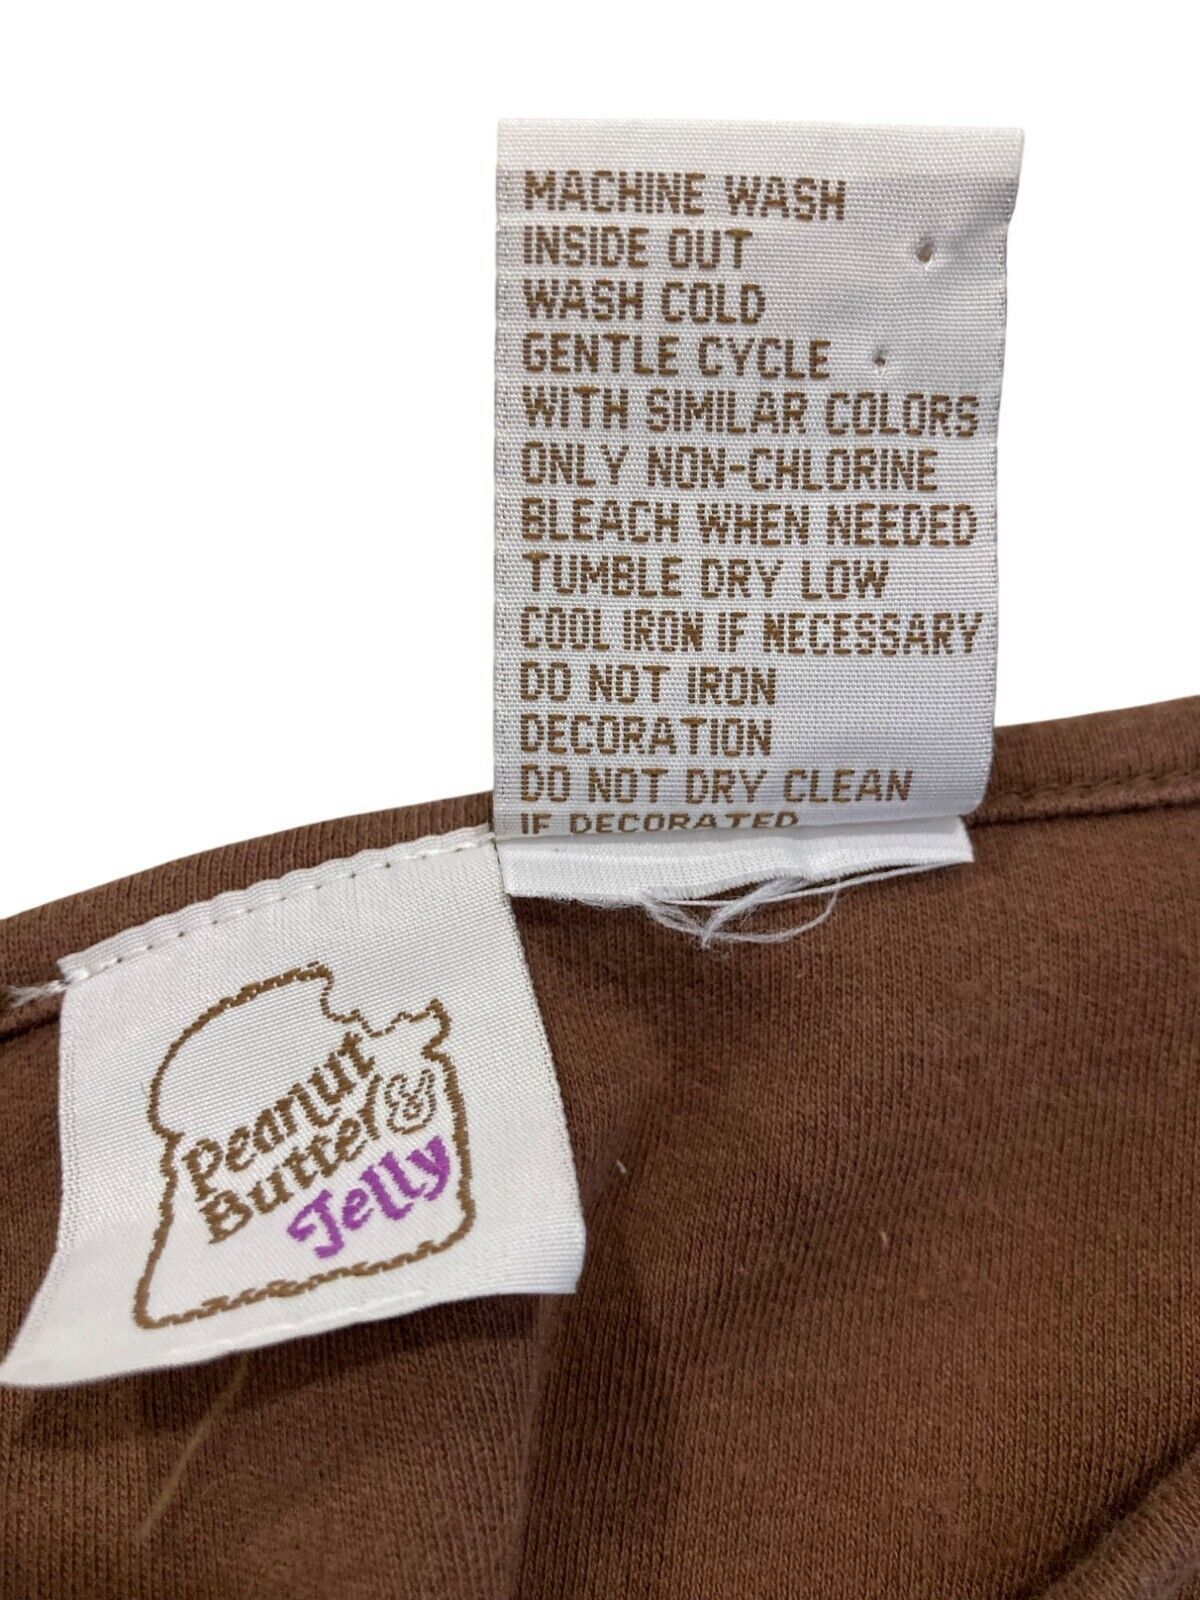 MACHINE WASH
INSIDE OUT
WASH COLD
GENTLE CYCLE
WITH SIMILAR COLORS
ONLY NON-CHLORINE
BLEACH WHEN NEEDED
TUMBLE DRY LOW
COOL IRON IF NECESSARY
DO NOT IRON
DECORATION
DO NOT DRY CLEAN
IF DECORATED
Peanut
Butter &
Jelly